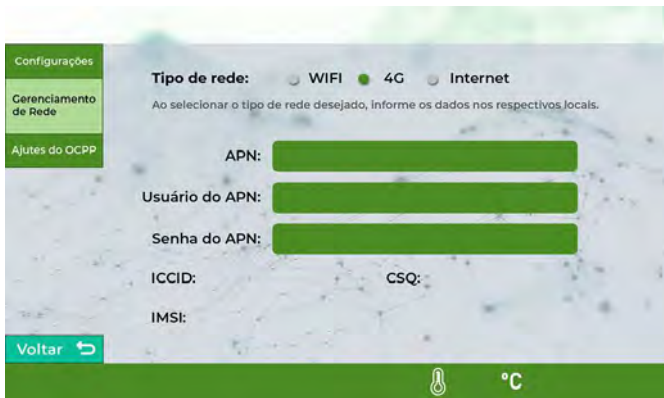 Configurações
Gerenciamento
de Rede
Ajutes do OCPP
Tipo de rede: WIFI 4G Internet
Ao selecionar o tipo de rede desejado, informe os dados nos respectivos locais.
APN:
Usuário do APN:
Senha do APN:
ICCID: CSQ:
IMSI:
Voltar
°C